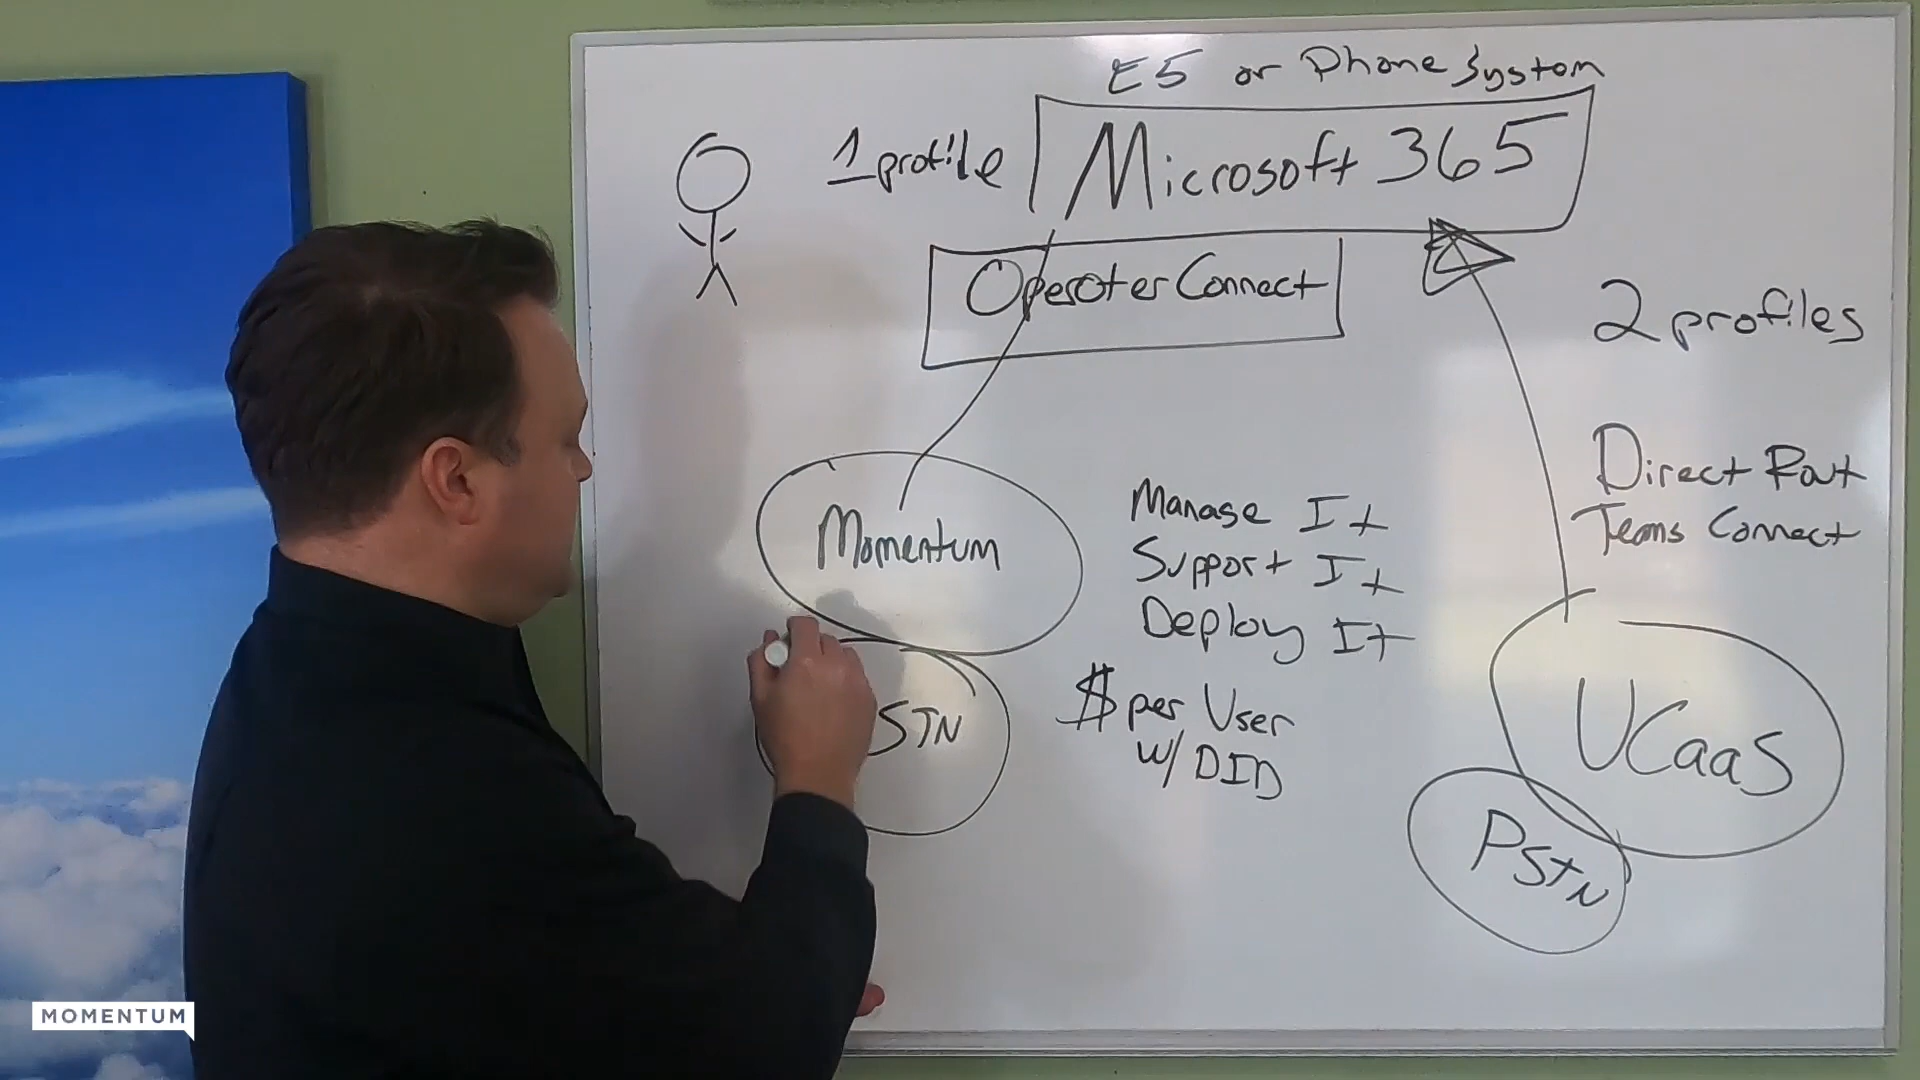 E5 or Phone System
1 profile
Microsoft 365
Operoter Connect
2 profiles
Direct Rout
Teams Connect
Momentum
Manage It
Support It
Deploy It
$ per User
W/ DID
STN
UCaaS
PSTN
MOMENTUM